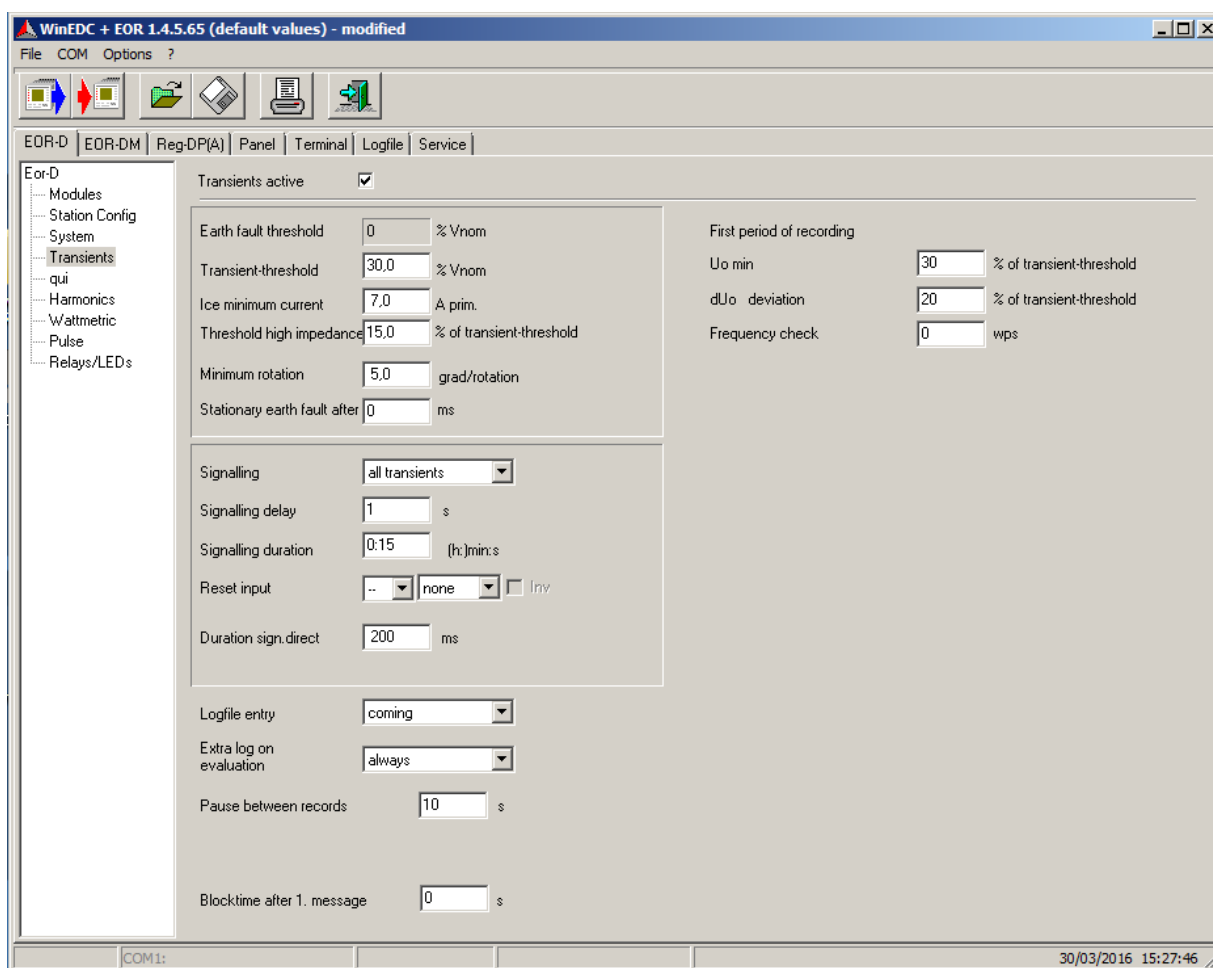 WinEDC + EOR 1.4.5.65 (default values) - modified
File COM Options ?
EOR-D EOR-DM Reg-DP(A) Panel Terminal Logfile Service
Eor-D
Modules
Station Config
System
Transients
qui
Harmonics
Wattmetric
Pulse
Relays/LEDs
Transients active
Earth fault threshold 0 % Vnom
Transient-threshold 30,0 % Vnom
Ice minimum current 7,0 A prim.
Threshold high impedance 15,0 % of transient-threshold
Minimum rotation 5,0 grad/rotation
Stationary earth fault after 0 ms
First period of recording
Uo min 30 % of transient-threshold
dUo deviation 20 % of transient-threshold
Frequency check 0 wps
Signalling all transients
Signalling delay 1 s
Signalling duration 0:15 (h:)min:s
Reset input -- none Inv
Duration sign.direct 200 ms
Logfile entry coming
Extra log on
evaluation always
Pause between records 10 s
Blocktime after 1. message 0 s
COM1: 30/03/2016 15:27:46